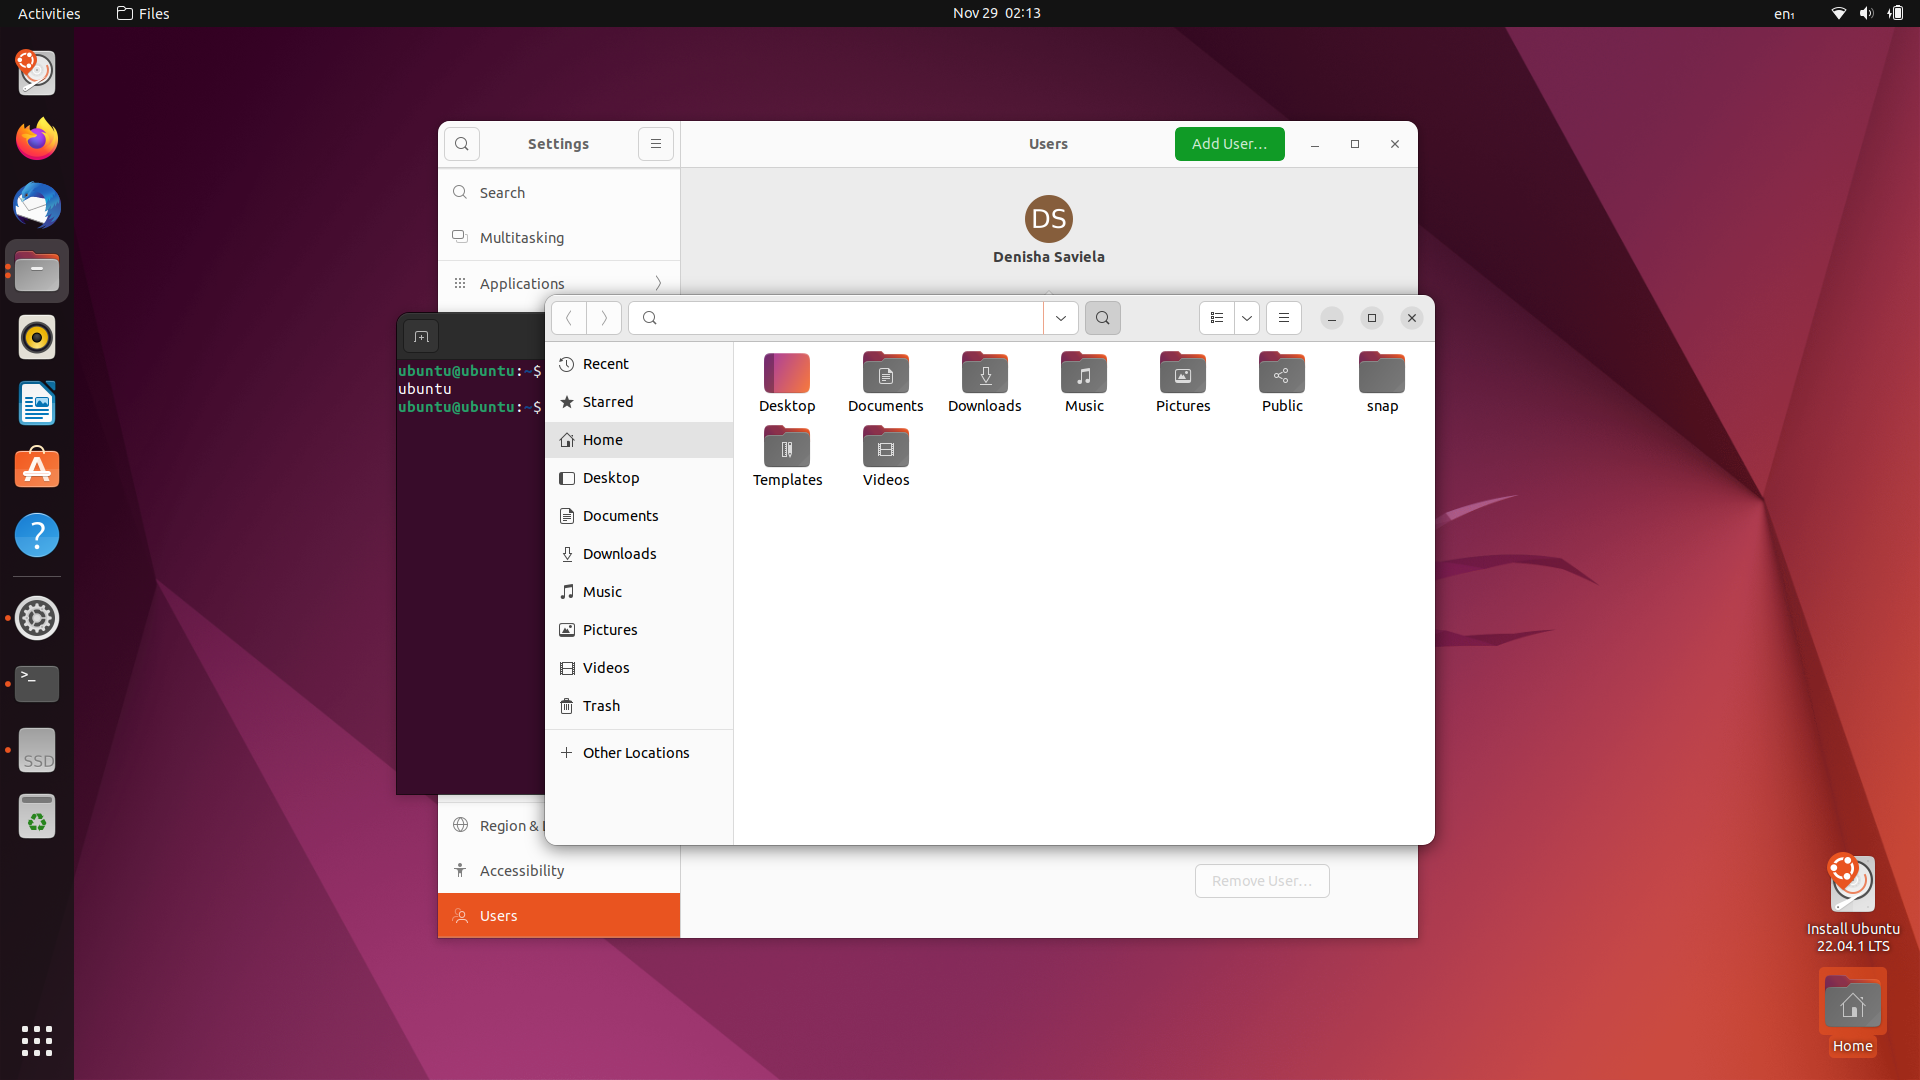 Activities
Files
Nov 29 02:13
en₁
Settings
Users
Add User...
Search
Multitasking
Applications
DS
Denisha Saviela
ubuntu@ubuntu:~$
ubuntu
ubuntu@ubuntu:~$
Recent
Starred
Home
Desktop
Documents
Downloads
Music
Pictures
Videos
Trash
Other Locations
Desktop
Documents
Downloads
Music
Pictures
Public
snap
Templates
Videos
Region &
Accessibility
Users
Remove User...
>_
SSD
Install Ubuntu
22.04.1 LTS
Home